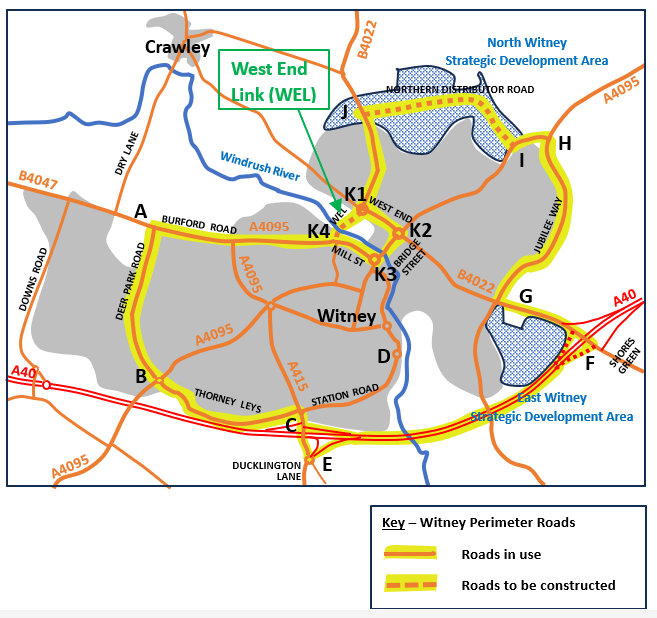 Crawley
B4022
North Witney
Strategic Development Area
West End
Link (WEL)
NORTHERN DISTRIBUTOR ROAD
A4095
J
H
I
DRY LANE
Windrush River
B4047
K1
WEST END
A
BURFORD ROAD
A4095
WEL
K4
K2
JUBILEE WAY
MILL ST
BRIDGE
STREET
K3
DOWNS ROAD
DEER PARK ROAD
A4095
B4022
G
A40
Witney
A4095
D
F
SHORES
GREEN
A40
B
A415
THORNEY LEYS
STATION ROAD
East Witney
Strategic Development Area
C
A4095
DUCKLINGTON
LANE
E
Key – Witney Perimeter Roads
Roads in use
Roads to be constructed